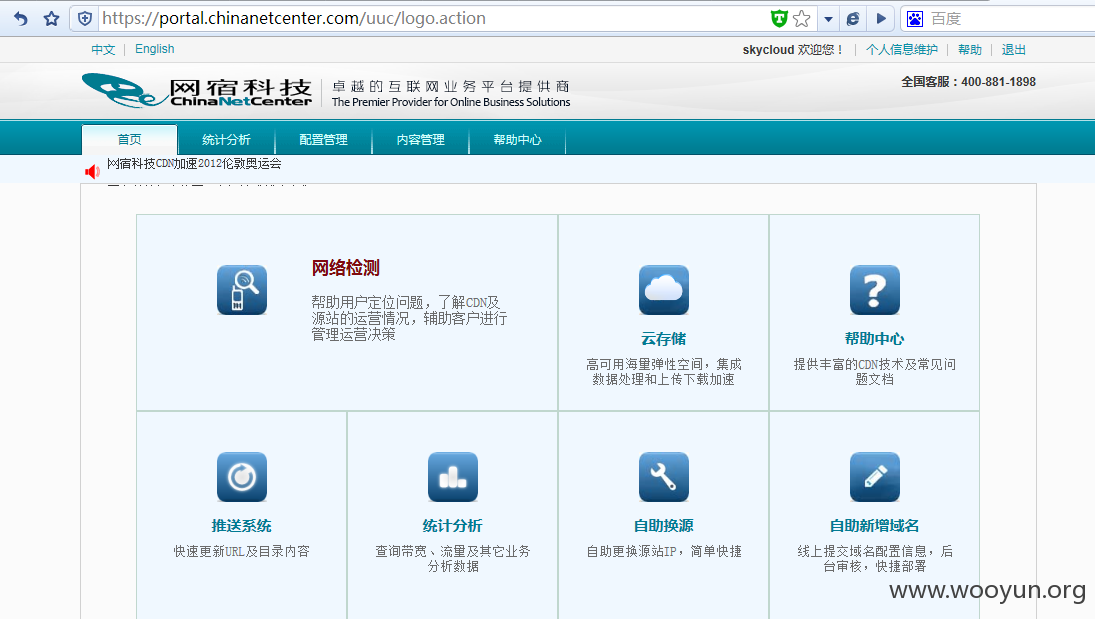 https://portal.chinanetcenter.com/uuc/logo.action
百度
中文 | English
skycloud 欢迎您！ | 个人信息维护 | 帮助 | 退出
网宿科技
ChinaNetCenter
卓越的互联网业务平台提供商
The Premier Provider for Online Business Solutions
全国客服：400-881-1898
首页
统计分析
配置管理
内容管理
帮助中心
网宿科技CDN加速2012伦敦奥运会
网络检测
帮助用户定位问题，了解CDN及
源站的运营情况，辅助客户进行
管理运营决策
云存储
高可用海量弹性空间，集成
数据处理和上传下载加速
帮助中心
提供丰富的CDN技术及常见问
题文档
推送系统
快速更新URL及目录内容
统计分析
查询带宽、流量及其它业务
分析数据
自助换源
自助更换源站IP，简单快捷
自助新增域名
线上提交域名配置信息，后
台审核，快捷部署
www.wooyun.org